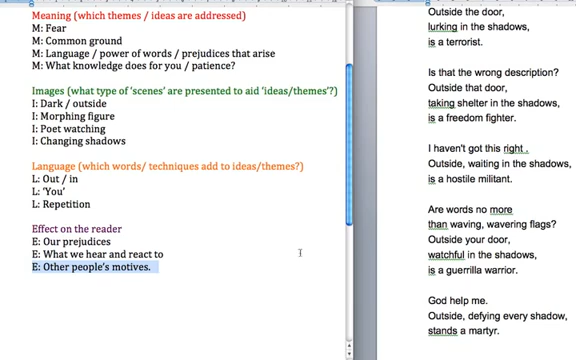 Meaning (which themes / ideas are addressed)
M: Fear
M: Common ground
M: Language / power of words / prejudices that arise
M: What knowledge does for you / patience?
Images (what type of 'scenes' are presented to aid 'ideas/themes'?)
I: Dark / outside
I: Morphing figure
I: Poet watching
I: Changing shadows
Language (which words/ techniques add to ideas/themes?)
L: Out / in
L: 'You'
L: Repetition
Effect on the reader
E: Our prejudices
E: What we hear and react to
E: Other people's motives.
Outside the door,
lurking in the shadows,
is a terrorist.
Is that the wrong description?
Outside that door,
taking shelter in the shadows,
is a freedom fighter.
I haven't got this right .
Outside, waiting in the shadows,
is a hostile militant.
Are words no more
than waving, wavering flags?
Outside your door,
watchful in the shadows,
is a guerrilla warrior.
God help me.
Outside, defying every shadow,
stands a martyr.